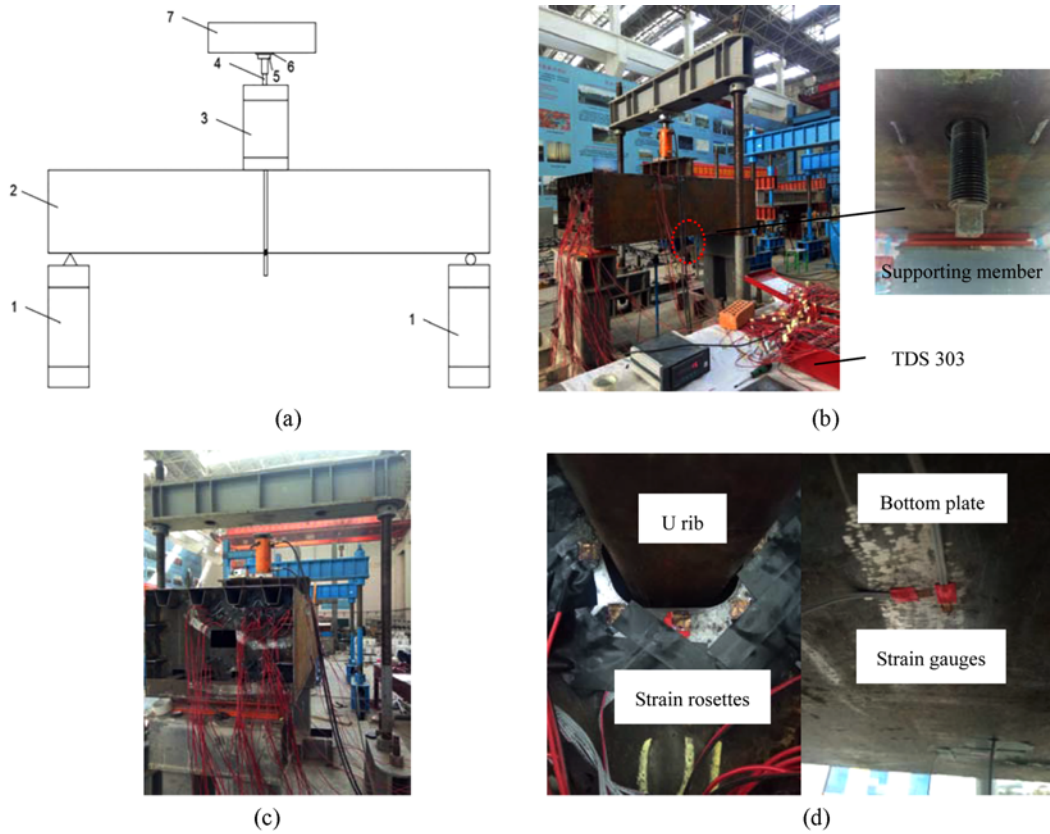 7
4
5
6
3
2
1
1
(a)
Supporting member
TDS 303
(b)
(c)
U rib
Strain rosettes
Bottom plate
Strain gauges
(d)